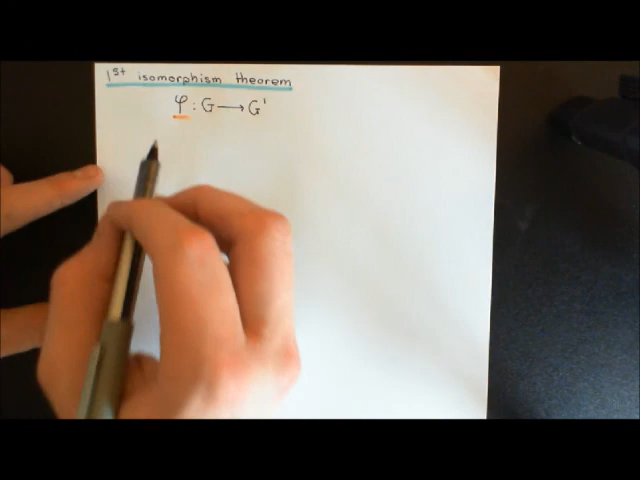 1st isomorphism theorem
φ : G ⟶ G'